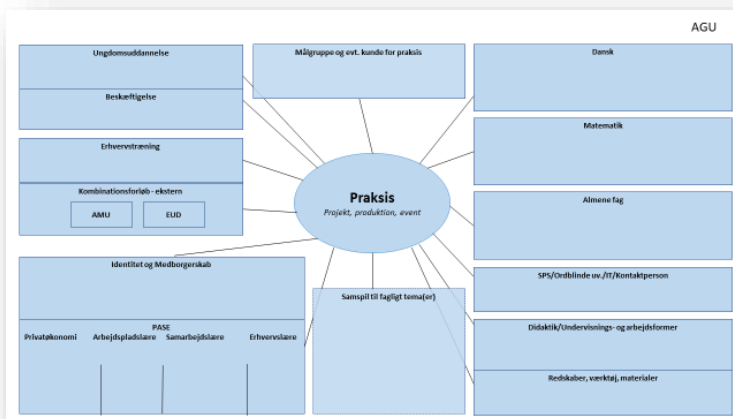 AGU
Ungdomsuddannelse
Beskæftigelse
Erhvervstræning
Kombinationsforløb - ekstern
AMU
EUD
Identitet og Medborgerskab
PASE
Privatøkonomi
Arbejdspladslære
Samarbejdslære
Erhvervslære
Målgruppe og evt. kunde for praksis
Praksis
Projekt, produktion, event
Samspil til fagligt tema(er)
Dansk
Matematik
Almene fag
SPS/Ordblinde uv./IT/Kontaktperson
Didaktik/Undervisnings- og arbejdsformer
Redskaber, værktøj, materialer